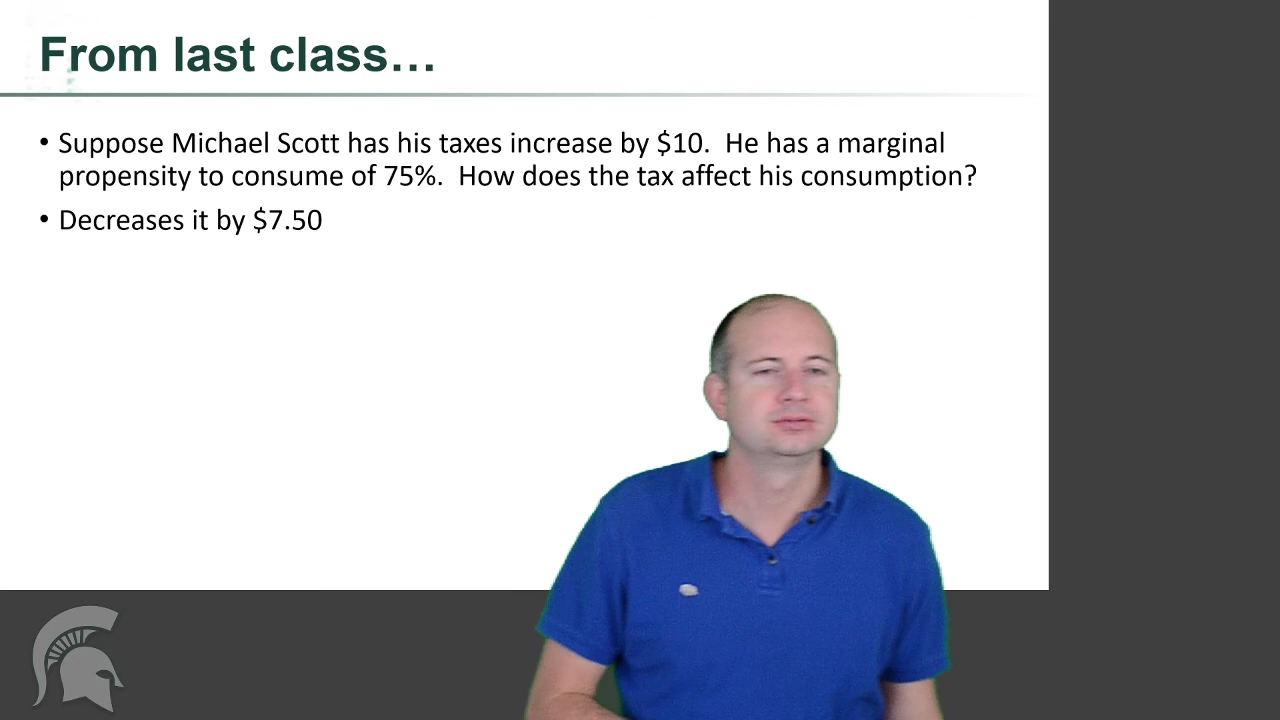 From last class…
• Suppose Michael Scott has his taxes increase by $10.  He has a marginal
propensity to consume of 75%.  How does the tax affect his consumption?
• Decreases it by $7.50